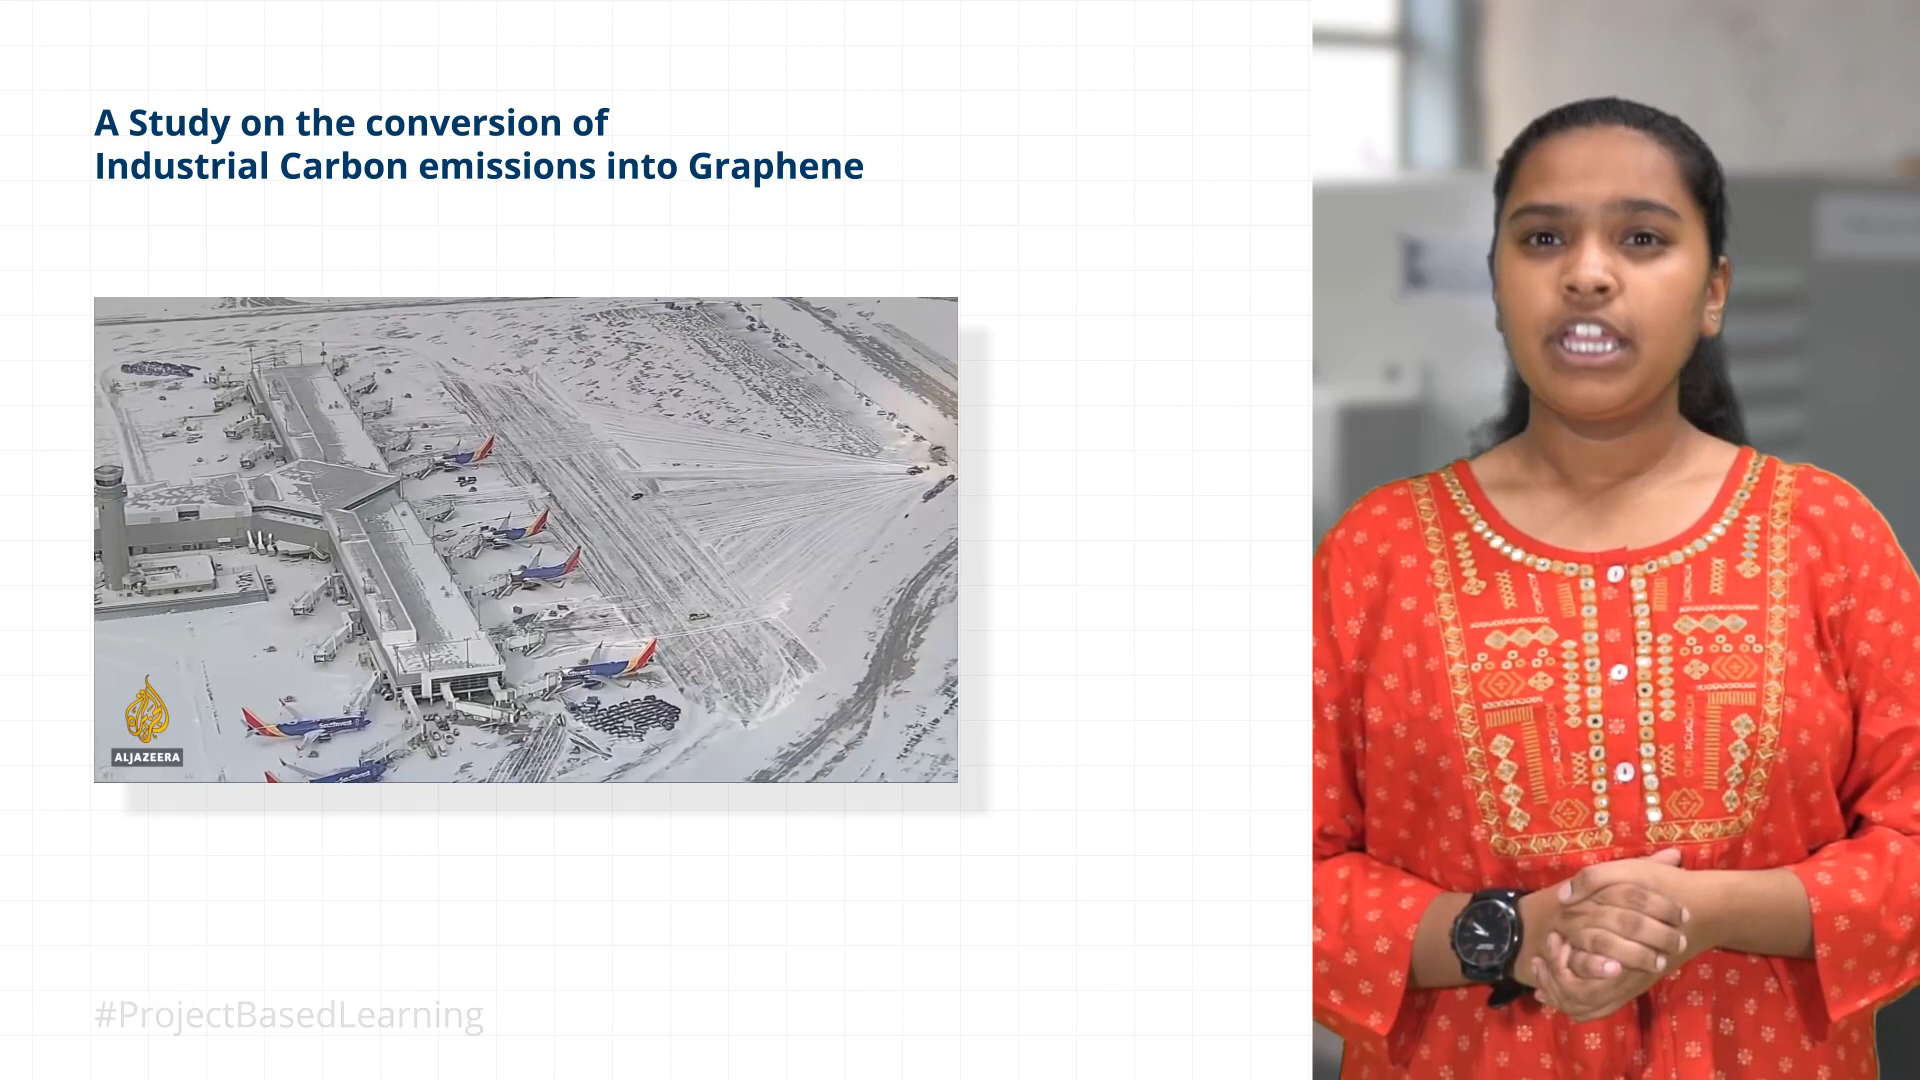 A Study on the conversion of
Industrial Carbon emissions into Graphene
ALJAZEERA
#ProjectBasedLearning